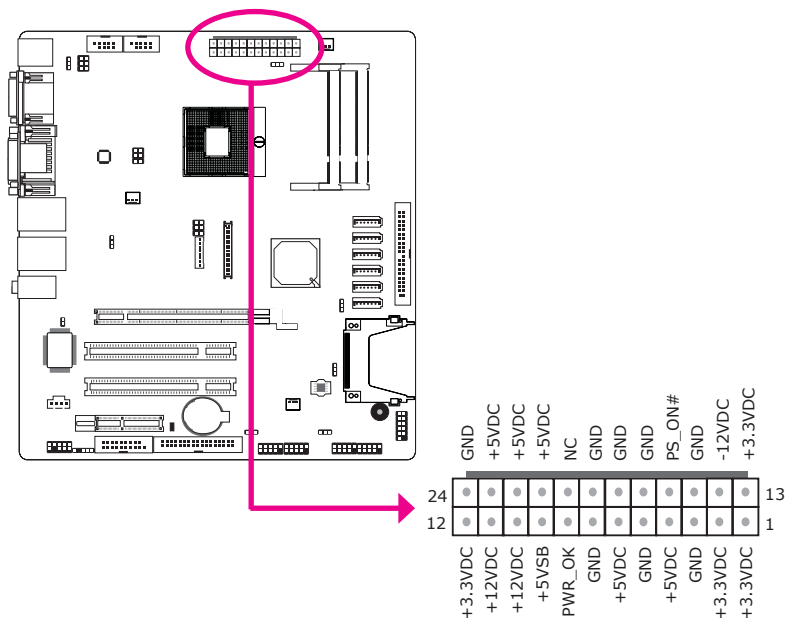 GND
+5VDC
+5VDC
+5VDC
NC
GND
GND
GND
PS_ON#
GND
-12VDC
+3.3VDC
24
13
12
1
+3.3VDC
+12VDC
+12VDC
+5VSB
PWR_OK
GND
+5VDC
GND
+5VDC
GND
+3.3VDC
+3.3VDC